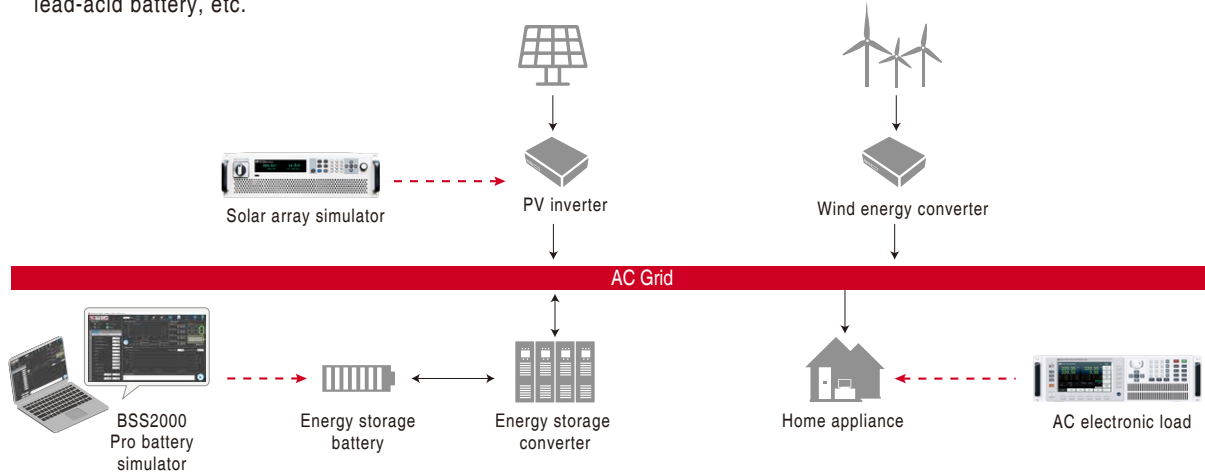 lead-acid battery, etc.
Solar array simulator
PV inverter
Wind energy converter
AC Grid
BSS2000
Pro battery
simulator
Energy storage
battery
Energy storage
converter
Home appliance
AC electronic load